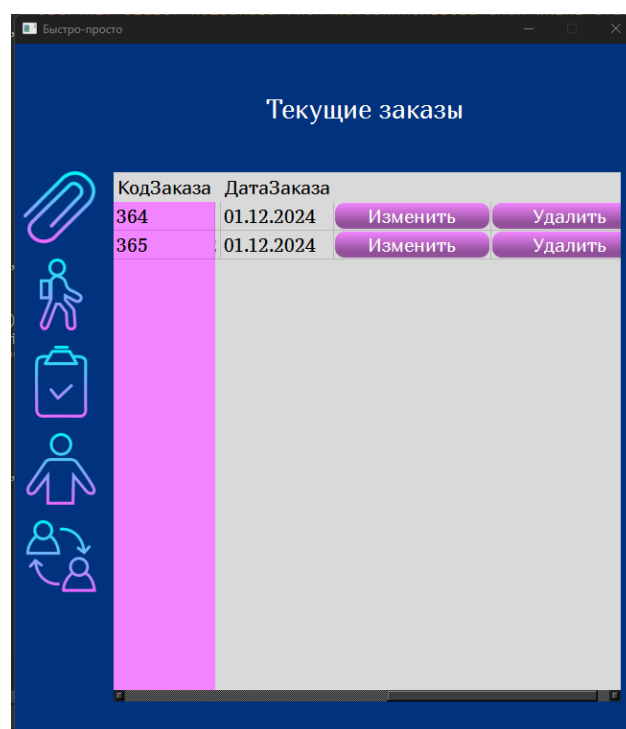 Быстро-просто
Текущие заказы
КодЗаказа ДатаЗаказа
364 01.12.2024 Изменить Удалить
365 01.12.2024 Изменить Удалить